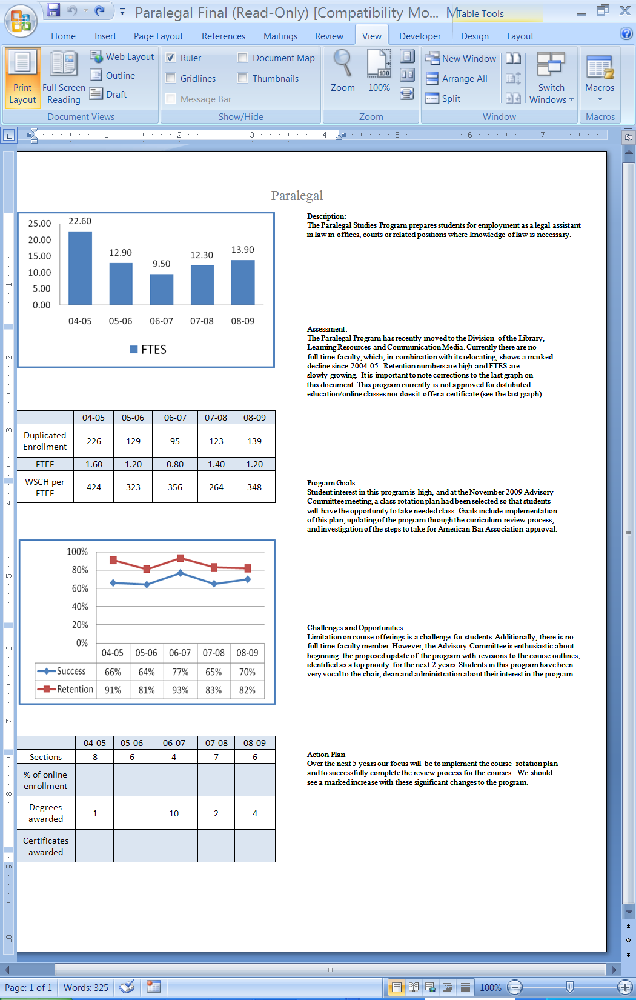 Paralegal Final (Read-Only) [Compatibility Mo... M
Table Tools
Home Insert Page Layout References Mailings Review View Developer Design Layout
Print Layout
Full Screen Reading
Web Layout
Outline
Draft
Document Views
Ruler
Gridlines
Message Bar
Document Map
Thumbnails
Show/Hide
Zoom
100
100%
Zoom
New Window
Arrange All
Split
Switch Windows
Window
Macros
Macros
L
1 2 3 4 5 6 7
1
2
3
4
5
6
7
8
9
10
Paralegal
25.00
20.00
15.00
10.00
5.00
0.00
22.60
12.90
9.50
12.30
13.90
04-05 05-06 06-07 07-08 08-09
FTES
04-05 05-06 06-07 07-08 08-09
Duplicated Enrollment 226 129 95 123 139
FTEF 1.60 1.20 0.80 1.40 1.20
WSCH per FTEF 424 323 356 264 348
100%
80%
60%
40%
20%
0%
04-05 05-06 06-07 07-08 08-09
Success 66% 64% 77% 65% 70%
Retention 91% 81% 93% 83% 82%
04-05 05-06 06-07 07-08 08-09
Sections 8 6 4 7 6
% of online enrollment
Degrees awarded 1 10 2 4
Certificates awarded
Description:
The Paralegal Studies Program prepares students for employment as a legal assistant
in law in offices, courts or related positions where knowledge of law is necessary.
Assessment:
The Paralegal Program has recently moved to the Division of the Library,
Learning Resources and Communication Media. Currently there are no
full-time faculty, which, in combination with its relocating, shows a marked
decline since 2004-05. Retention numbers are high and FTES are
slowly growing. It is important to note corrections to the last graph on
this document. This program currently is not approved for distributed
education/online classes nor does it offer a certificate (see the last graph).
Program Goals:
Student interest in this program is high, and at the November 2009 Advisory
Committee meeting, a class rotation plan had been selected so that students
will have the opportunity to take needed class. Goals include implementation
of this plan; updating of the program through the curriculum review process;
and investigation of the steps to take for American Bar Association approval.
Challenges and Opportunities
Limitation on course offerings is a challenge for students. Additionally, there is no
full-time faculty member. However, the Advisory Committee is enthusiastic about
beginning the proposed update of the program with revisions to the course outlines,
identified as a top priority for the next 2 years. Students in this program have been
very vocal to the chair, dean and administration about their interest in the program.
Action Plan
Over the next 5 years our focus will be to implement the course rotation plan
and to successfully complete the review process for the courses. We should
see a marked increase with these significant changes to the program.
Page: 1 of 1 Words: 325 100%